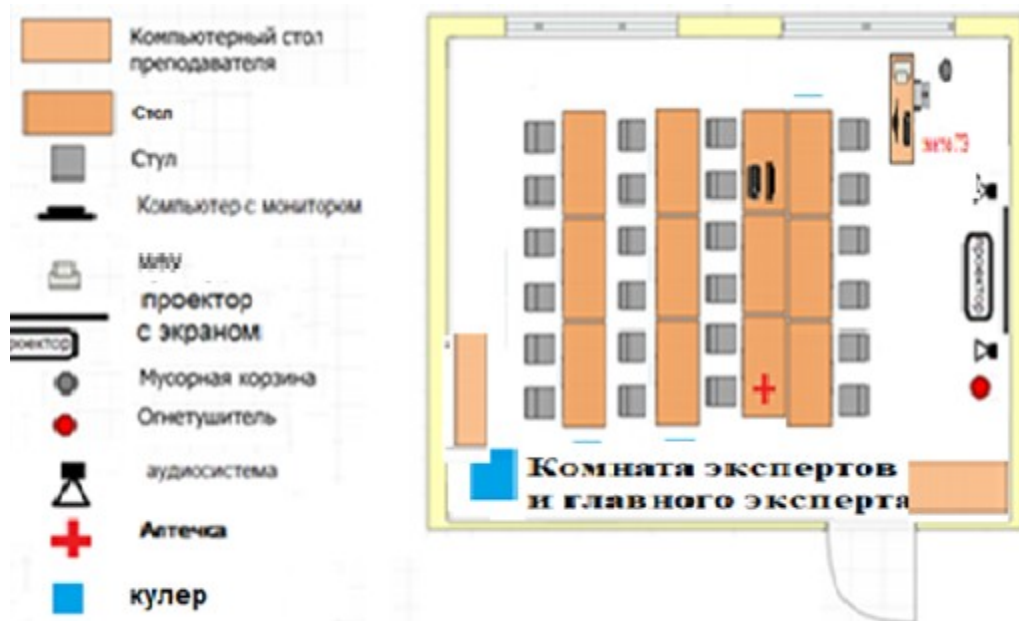 Компьютерный стол
преподавателя
Стол
Стул
Компьютер с монитором
проектор
с экраном
роектор
Мусорная корзина
Огнетушитель
аудиосистема
Аптечка
кулер
проектор
Комната экспертов
и главного эксперта